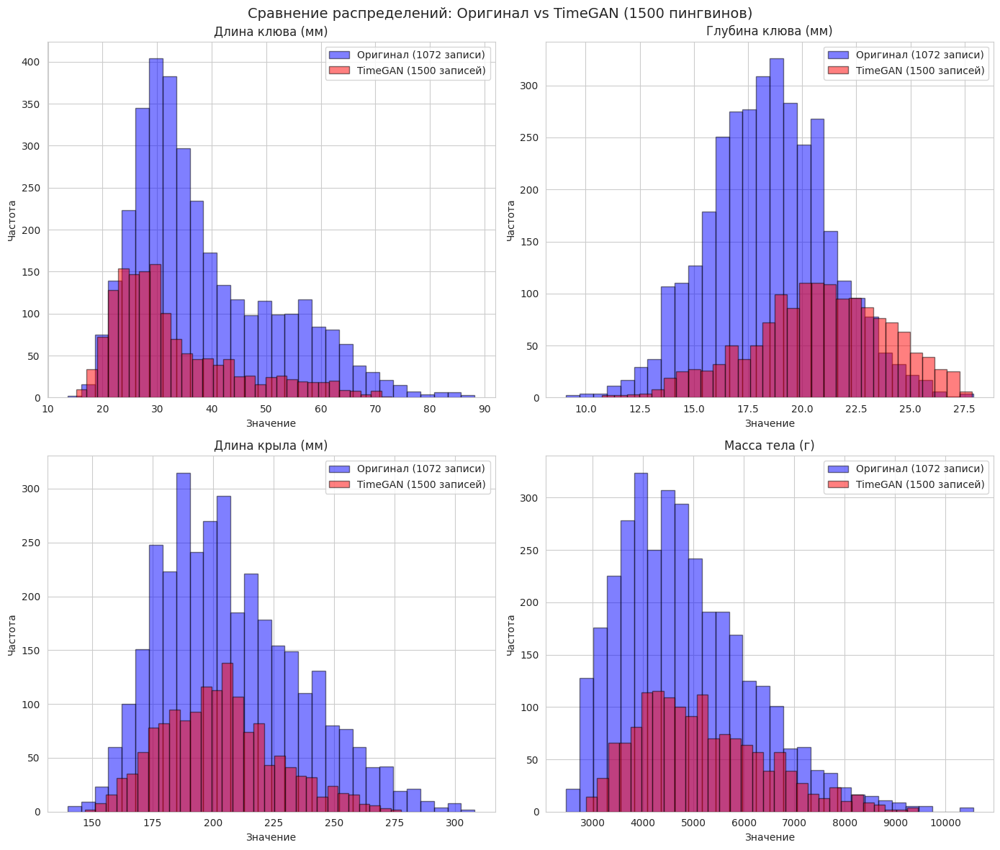 Сравнение распределений: Оригинал vs TimeGAN (1500 пингвинов)
Длина клюва (мм)
Оригинал (1072 записи)
TimeGAN (1500 записей)
Частота
400
350
300
250
200
150
100
50
0
10 20 30 40 50 60 70 80 90
Значение
Глубина клюва (мм)
Оригинал (1072 записи)
TimeGAN (1500 записей)
Частота
300
250
200
150
100
50
0
10.0 12.5 15.0 17.5 20.0 22.5 25.0 27.5
Значение
Длина крыла (мм)
Оригинал (1072 записи)
TimeGAN (1500 записей)
Частота
300
250
200
150
100
50
0
150 175 200 225 250 275 300
Значение
Масса тела (г)
Оригинал (1072 записи)
TimeGAN (1500 записей)
Частота
300
250
200
150
100
50
0
3000 4000 5000 6000 7000 8000 9000 10000
Значение